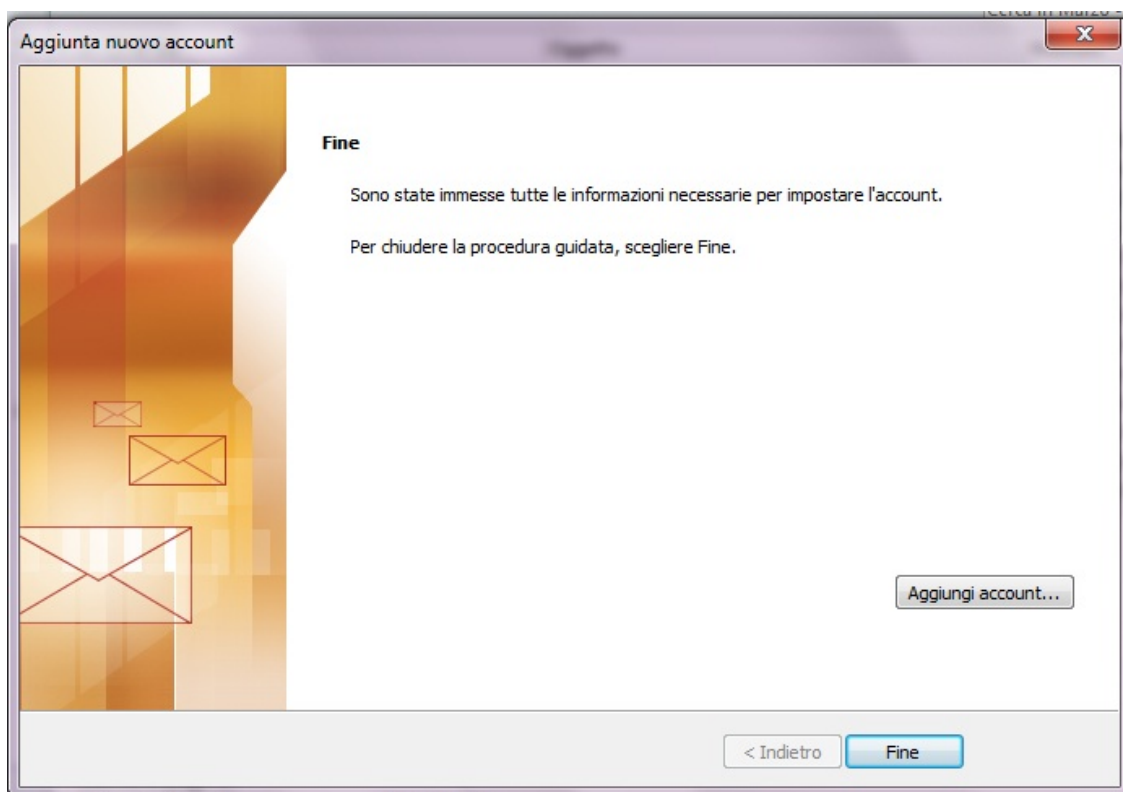 Aggiunta nuovo account
Fine
Sono state immesse tutte le informazioni necessarie per impostare l'account.
Per chiudere la procedura guidata, scegliere Fine.
Aggiungi account...
< Indietro
Fine